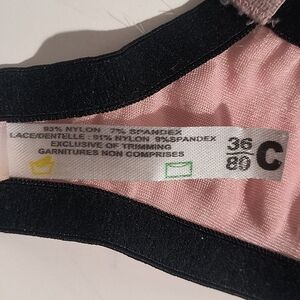 93% NYLON 7% SPANDEX
LACE/DENTELLE: 91% NYLON 9%SPANDEX
EXCLUSIVE OF TRIMMING
GARNITURES NON COMPRISES
36
80
C